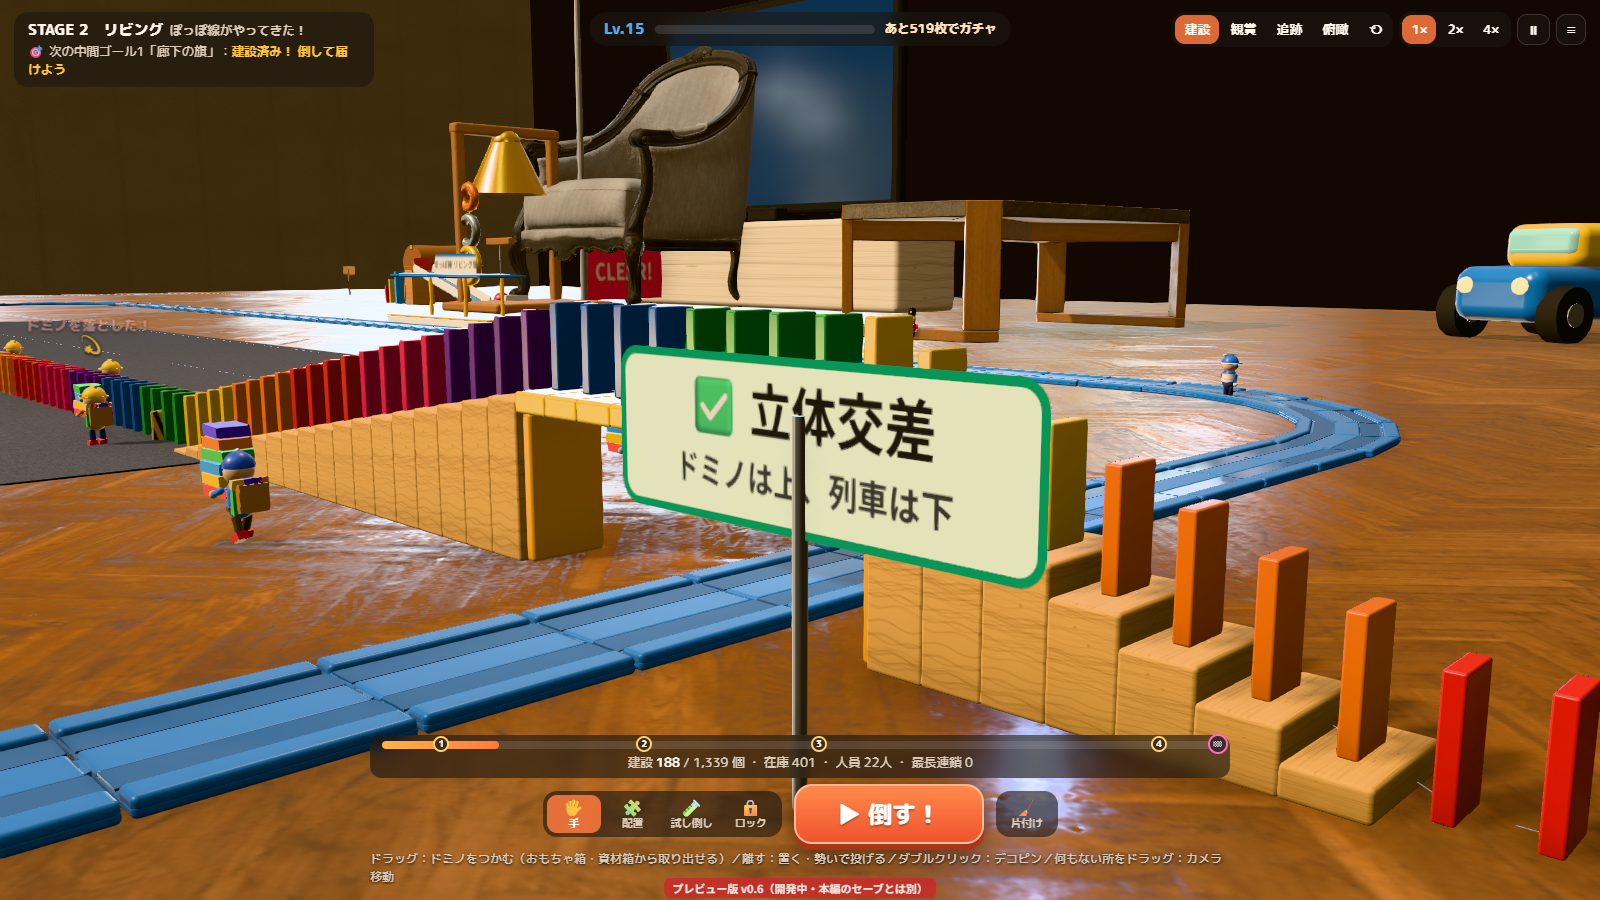 STAGE 2 リビング ぽっぽ線がやってきた！
🎯 次の中間ゴール1「廊下の旗」：建設済み！ 倒して届
けよう
Lv.15 あと519枚でガチャ
建設 観賞 追跡 俯瞰 1× 2× 4×
CLEAR!
ドミノを落とした！
✅ 立体交差
ドミノは上、列車は下
1 2 3 4
建設 188 / 1,339 個 ・ 在庫 401 ・ 人員 22人 ・ 最長連鎖 0
手 配置 試し倒し ロック ▶ 倒す！ 片付け
ドラッグ：ドミノをつかむ（おもちゃ箱・資材箱から取り出せる）／離す：置く・勢いで投げる／ダブルクリック：デコピン／何もない所をドラッグ：カメラ
移動
プレビュー版 v0.6（開発中・本編のセーブとは別）